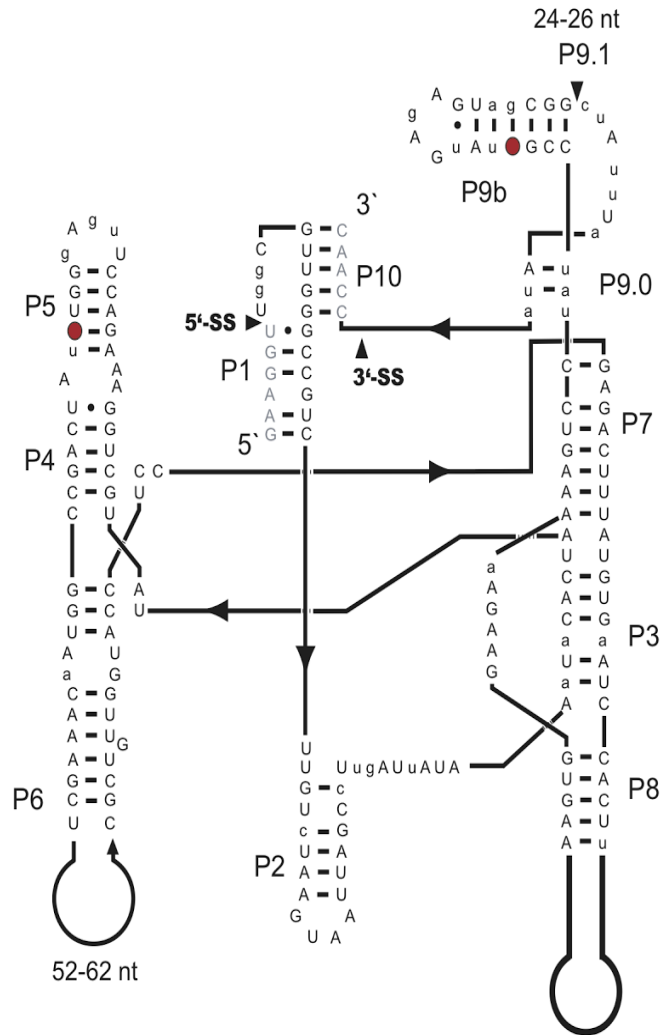 24-26 nt
P9.1
g A G U a g C G G c u A u u U a
A G u A u G C C
P9b
A u a
u a u
P9.0
A g u
g G G U u A U C A G C C
U C C A G A A A G G U C G U
P5
P4
3`
C g g U
G U U G G G C C G U C
C A A C C
P10
5‘-SS
3‘-SS
U G G A A G
P1
5`
U C C
A U
C C U G A A A U C A C a U a A
G A G A C U U U A U G U G a A U C
P7
P3
a A G A A G
G G U A a C A A A G C U
C C A U G G U U G U C G C
P6
52-62 nt
U U G U c U A A G U A A U U A G C c
UugAUuAUA
P2
G U G A A
C A C U u
P8